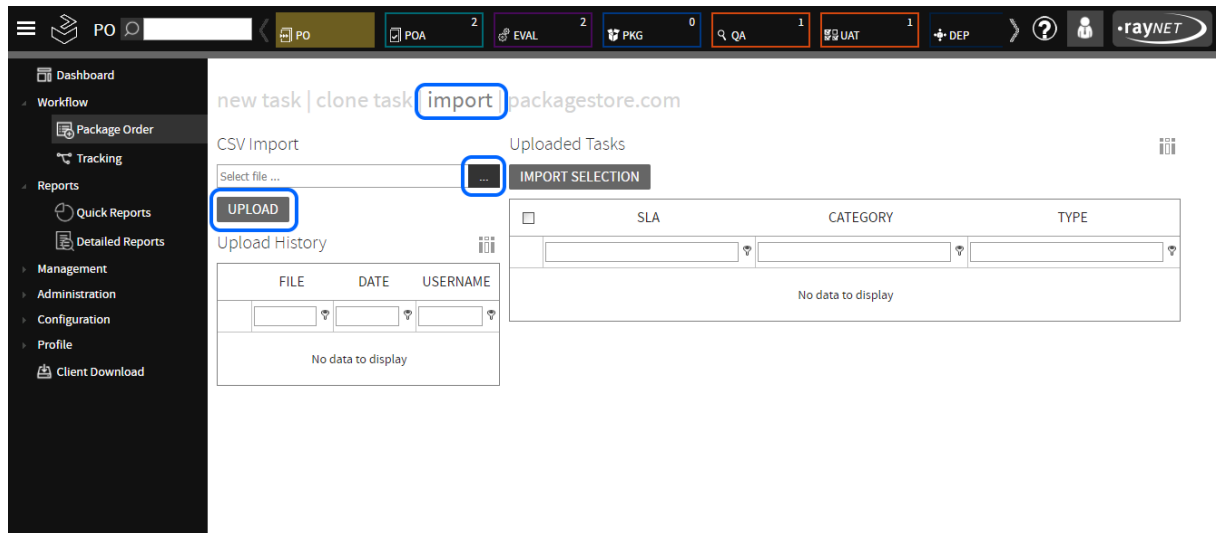 PO
PO
POA 2
EVAL 2
PKG 0
QA 1
UAT 1
DEP
?
rayNET
Dashboard
Workflow
Package Order
Tracking
Reports
Quick Reports
Detailed Reports
Management
Administration
Configuration
Profile
Client Download
new task | clone task | import | packagestore.com
CSV Import
Select file ...
...
UPLOAD
Upload History
FILE DATE USERNAME
No data to display
Uploaded Tasks
IMPORT SELECTION
SLA CATEGORY TYPE
No data to display